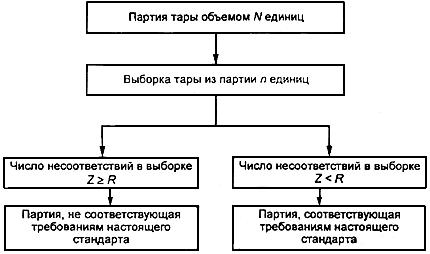 Партия тары объемом N единиц
Выборка тары из партии n единиц
Число несоответствий в выборке
Z ≥ R
Число несоответствий в выборке
Z < R
Партия, не соответствующая
требованиям настоящего
стандарта
Партия, соответствующая
требованиям настоящего
стандарта